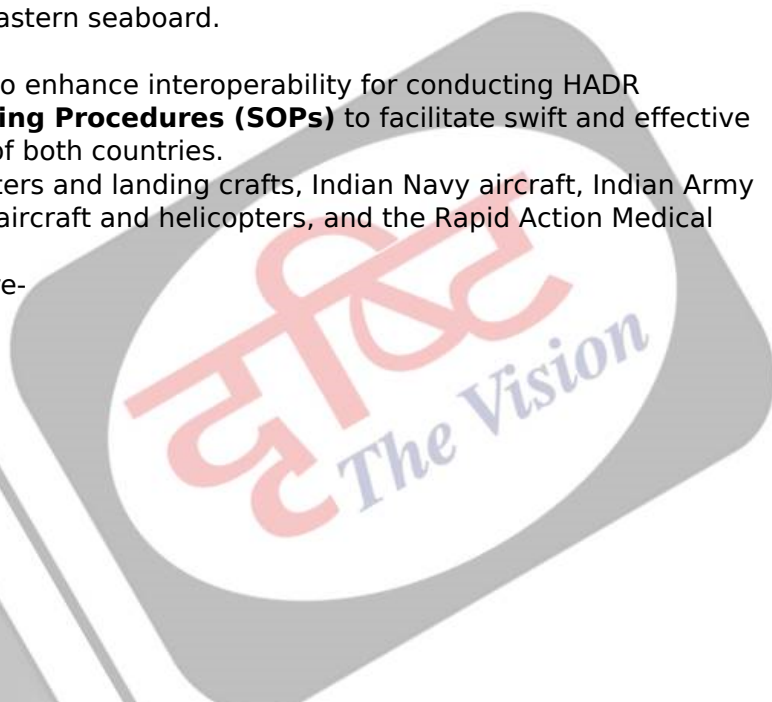 astern seaboard.
o enhance interoperability for conducting HADR
ing Procedures (SOPs) to facilitate swift and effective
of both countries.
ters and landing crafts, Indian Navy aircraft, Indian Army
aircraft and helicopters, and the Rapid Action Medical
e-
दृष्टि
The Vision